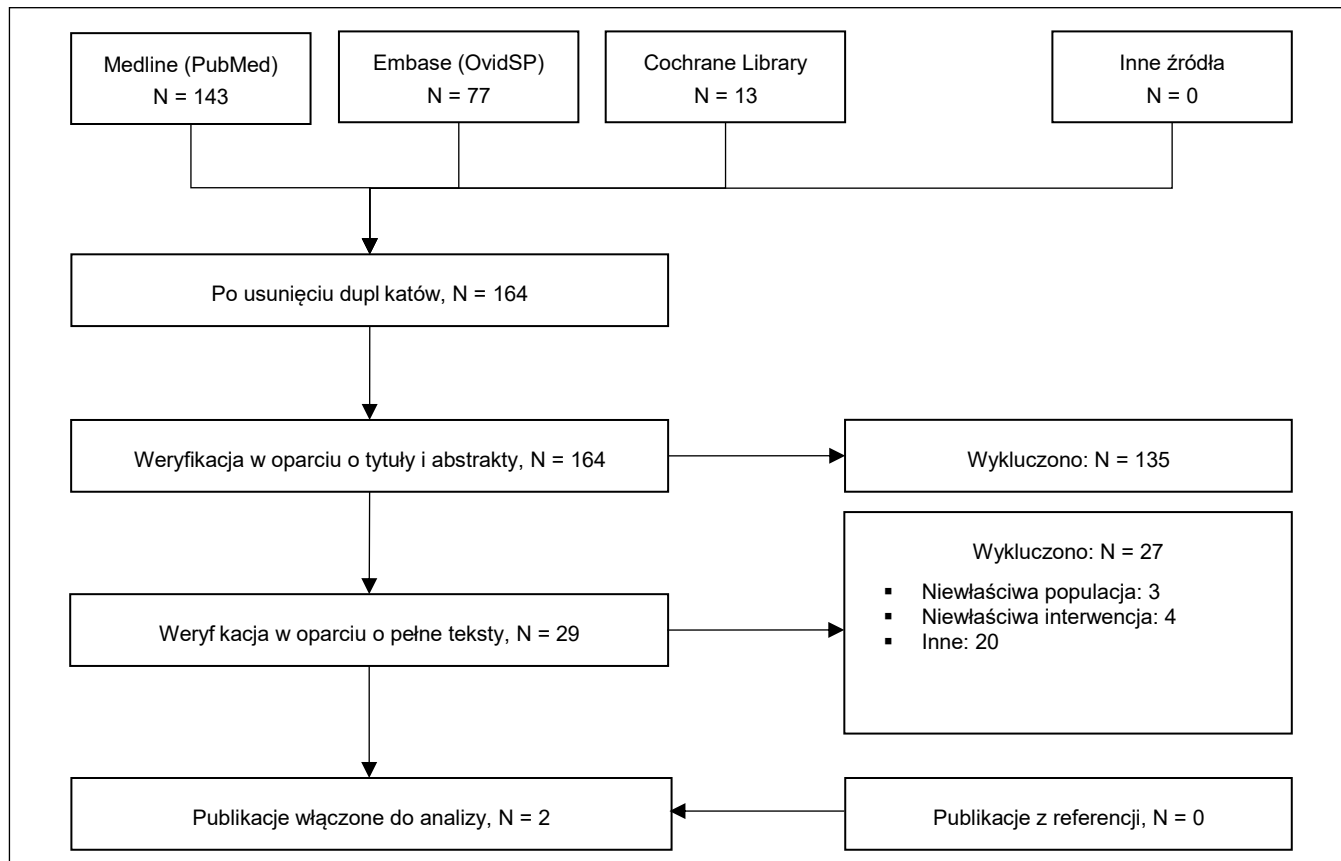 Medline (PubMed)
N = 143
Embase (OvidSP)
N = 77
Cochrane Library
N = 13
Inne źródła
N = 0
Po usunięciu dupl katów, N = 164
Weryfikacja w oparciu o tytuły i abstrakty, N = 164
Wykluczono: N = 135
Wykluczono: N = 27
▪ Niewłaściwa populacja: 3
▪ Niewłaściwa interwencja: 4
▪ Inne: 20
Weryf kacja w oparciu o pełne teksty, N = 29
Publikacje włączone do analizy, N = 2
Publikacje z referencji, N = 0